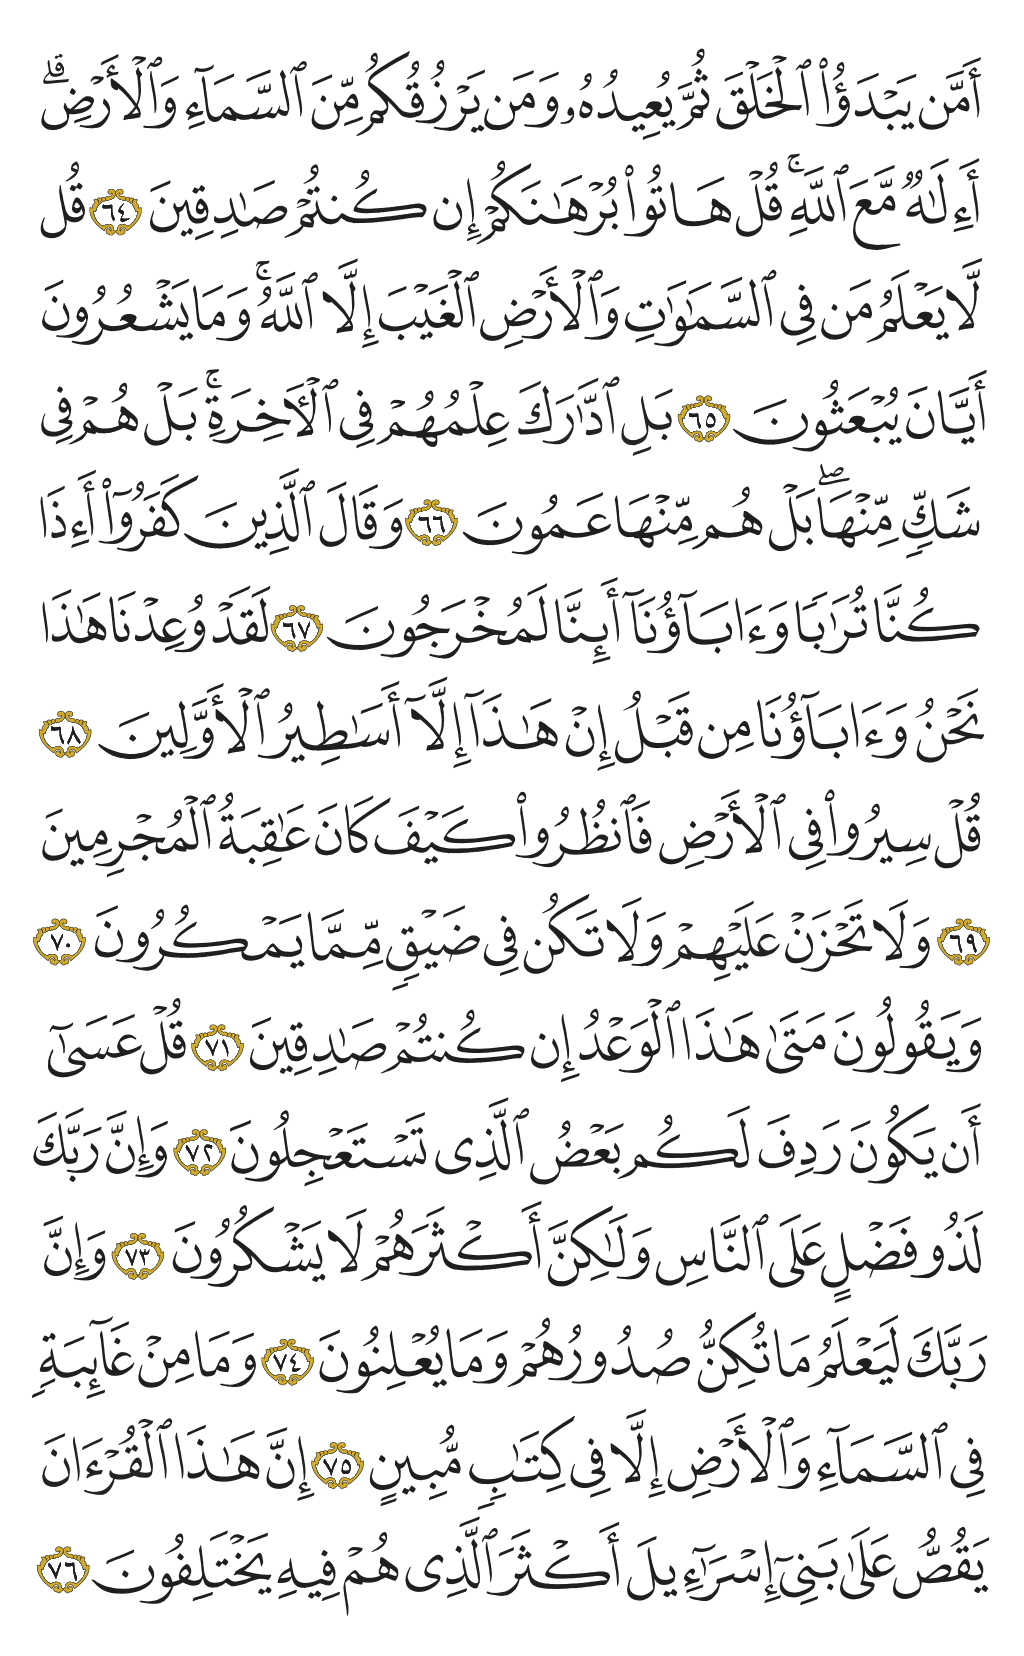 أَمَّن يَبْدَؤُا۟ ٱلْخَلْقَ ثُمَّ يُعِيدُهُۥ وَمَن يَرْزُقُكُم مِّنَ ٱلسَّمَآءِ وَٱلْأَرْضِ ۗ
أَءِلَـٰهٌ مَّعَ ٱللَّهِ ۚ قُلْ هَاتُوا۟ بُرْهَـٰنَكُمْ إِن كُنتُمْ صَـٰدِقِينَ ٦٤ قُل
لَّا يَعْلَمُ مَن فِى ٱلسَّمَـٰوَٰتِ وَٱلْأَرْضِ ٱلْغَيْبَ إِلَّا ٱللَّهُ ۚ وَمَا يَشْعُرُونَ
أَيَّانَ يُبْعَثُونَ ٦٥ بَلِ ٱدَّٰرَكَ عِلْمُهُمْ فِى ٱلْـَٔاخِرَةِ ۚ بَلْ هُمْ فِى
شَكٍّ مِّنْهَا ۖ بَلْ هُم مِّنْهَا عَمُونَ ٦٦ وَقَالَ ٱلَّذِينَ كَفَرُوٓا۟ أَءِذَا
كُنَّا تُرَٰبًا وَءَابَآؤُنَآ أَئِنَّا لَمُخْرَجُونَ ٦٧ لَقَدْ وُعِدْنَا هَـٰذَا
نَحْنُ وَءَابَآؤُنَا مِن قَبْلُ إِنْ هَـٰذَآ إِلَّآ أَسَـٰطِيرُ ٱلْأَوَّلِينَ ٦٨
قُلْ سِيرُوا۟ فِى ٱلْأَرْضِ فَٱنظُرُوا۟ كَيْفَ كَانَ عَـٰقِبَةُ ٱلْمُجْرِمِينَ
٦٩ وَلَا تَحْزَنْ عَلَيْهِمْ وَلَا تَكُن فِى ضَيْقٍ مِّمَّا يَمْكُرُونَ ٧٠
وَيَقُولُونَ مَتَىٰ هَـٰذَا ٱلْوَعْدُ إِن كُنتُمْ صَـٰدِقِينَ ٧١ قُلْ عَسَىٰٓ
أَن يَكُونَ رَدِفَ لَكُم بَعْضُ ٱلَّذِى تَسْتَعْجِلُونَ ٧٢ وَإِنَّ رَبَّكَ
لَذُو فَضْلٍ عَلَى ٱلنَّاسِ وَلَـٰكِنَّ أَكْثَرَهُمْ لَا يَشْكُرُونَ ٧٣ وَإِنَّ
رَبَّكَ لَيَعْلَمُ مَا تُكِنُّ صُدُورُهُمْ وَمَا يُعْلِنُونَ ٧٤ وَمَا مِنْ غَآئِبَةٍ
فِى ٱلسَّمَآءِ وَٱلْأَرْضِ إِلَّا فِى كِتَـٰبٍ مُّبِينٍ ٧٥ إِنَّ هَـٰذَا ٱلْقُرْءَانَ
يَقُصُّ عَلَىٰ بَنِىٓ إِسْرَٰٓءِيلَ أَكْثَرَ ٱلَّذِى هُمْ فِيهِ يَخْتَلِفُونَ ٧٦